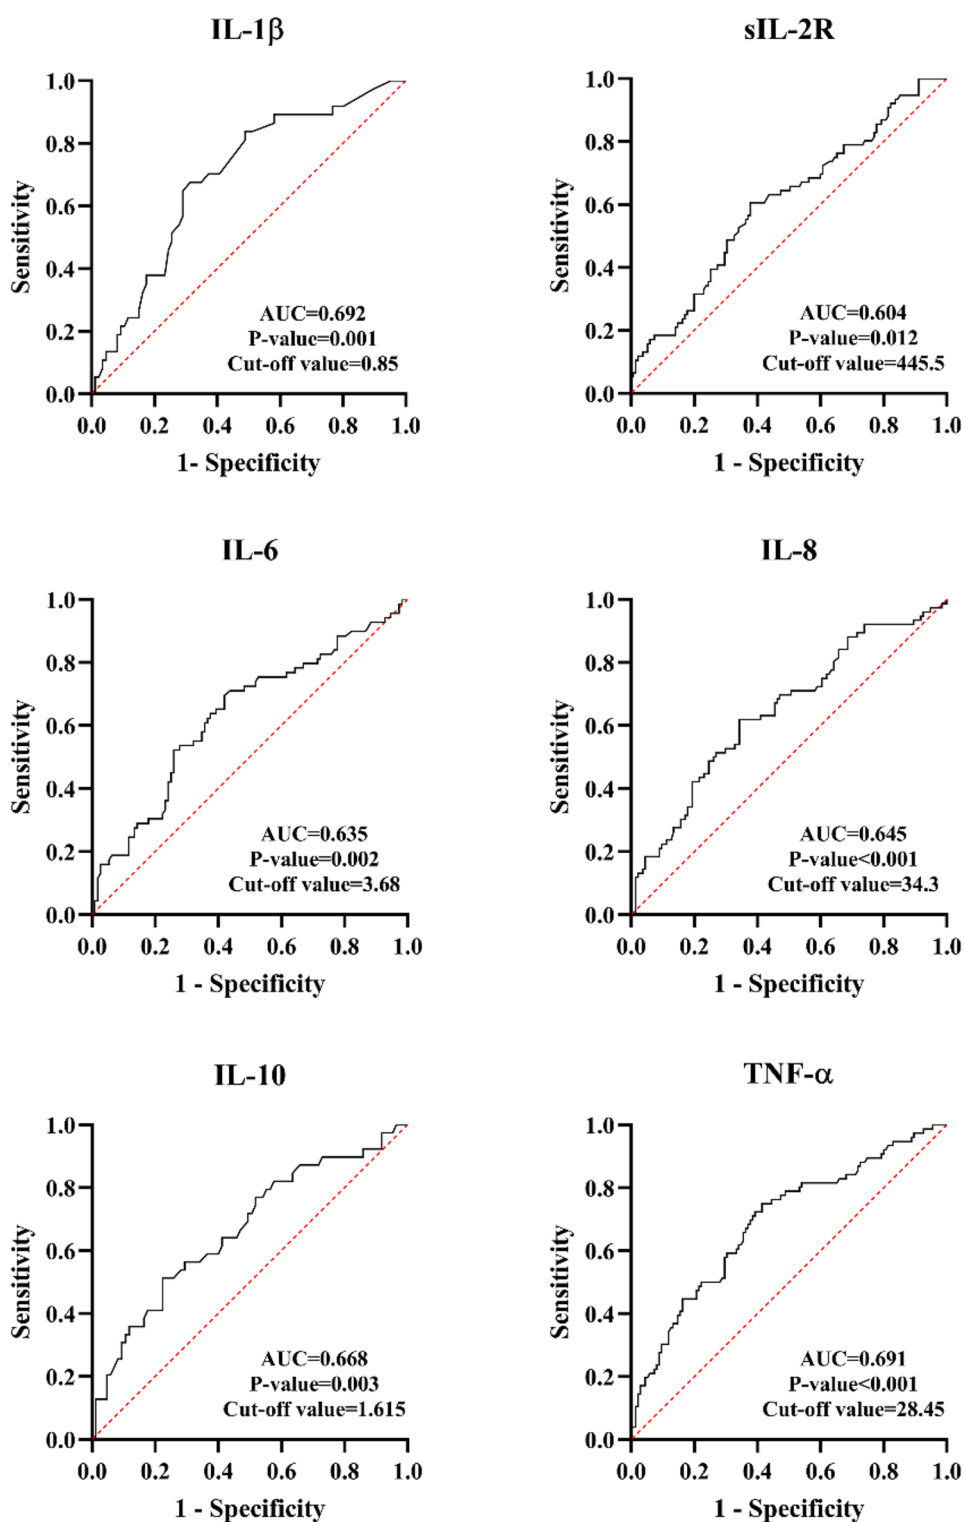 IL-1β
1.0
0.8
0.6
0.4
0.2
0.0
Sensitivity
AUC=0.692
P-value=0.001
Cut-off value=0.85
0.0 0.2 0.4 0.6 0.8 1.0
1- Specificity
sIL-2R
1.0
0.8
0.6
0.4
0.2
0.0
Sensitivity
AUC=0.604
P-value=0.012
Cut-off value=445.5
0.0 0.2 0.4 0.6 0.8 1.0
1 - Specificity
IL-6
1.0
0.8
0.6
0.4
0.2
0.0
Sensitivity
AUC=0.635
P-value=0.002
Cut-off value=3.68
0.0 0.2 0.4 0.6 0.8 1.0
1 - Specificity
IL-8
1.0
0.8
0.6
0.4
0.2
0.0
Sensitivity
AUC=0.645
P-value<0.001
Cut-off value=34.3
0.0 0.2 0.4 0.6 0.8 1.0
1 - Specificity
IL-10
1.0
0.8
0.6
0.4
0.2
0.0
Sensitivity
AUC=0.668
P-value=0.003
Cut-off value=1.615
0.0 0.2 0.4 0.6 0.8 1.0
1 - Specificity
TNF-α
1.0
0.8
0.6
0.4
0.2
0.0
Sensitivity
AUC=0.691
P-value<0.001
Cut-off value=28.45
0.0 0.2 0.4 0.6 0.8 1.0
1 - Specificity